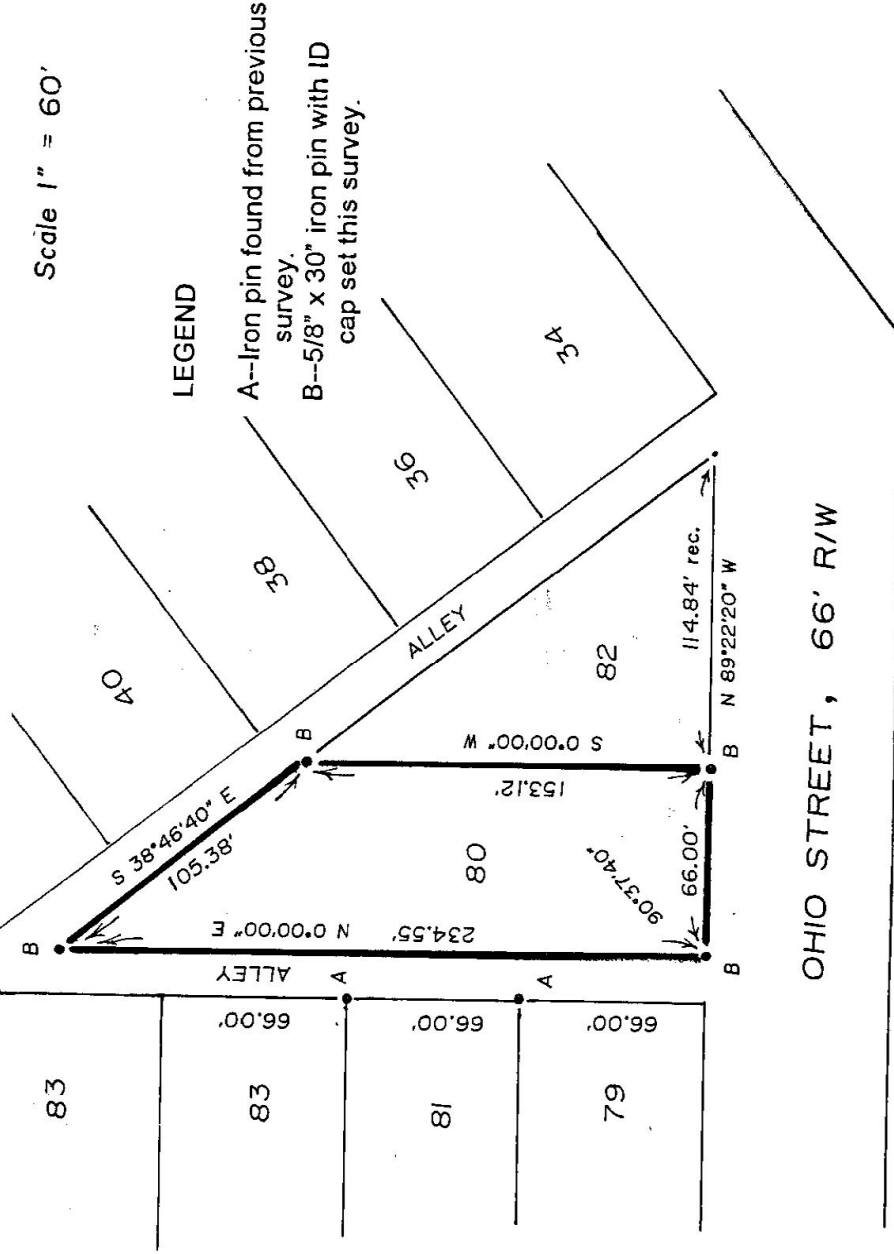 Scale 1" = 60'
LEGEND
A--Iron pin found from previous
survey.
B--5/8" x 30" iron pin with ID
cap set this survey.
40
38
36
34
ALLEY
S 38°46'40" E
105.38'
B
B
N 0°00'00" E
234.55'
ALLEY
80
153.12'
S 0°00'00" W
82
83
83
81
79
66.00'
66.00'
66.00'
A
A
90°37'40"
66.00'
B
B
114.84' rec.
N 89°22'20" W
OHIO STREET, 66' R/W